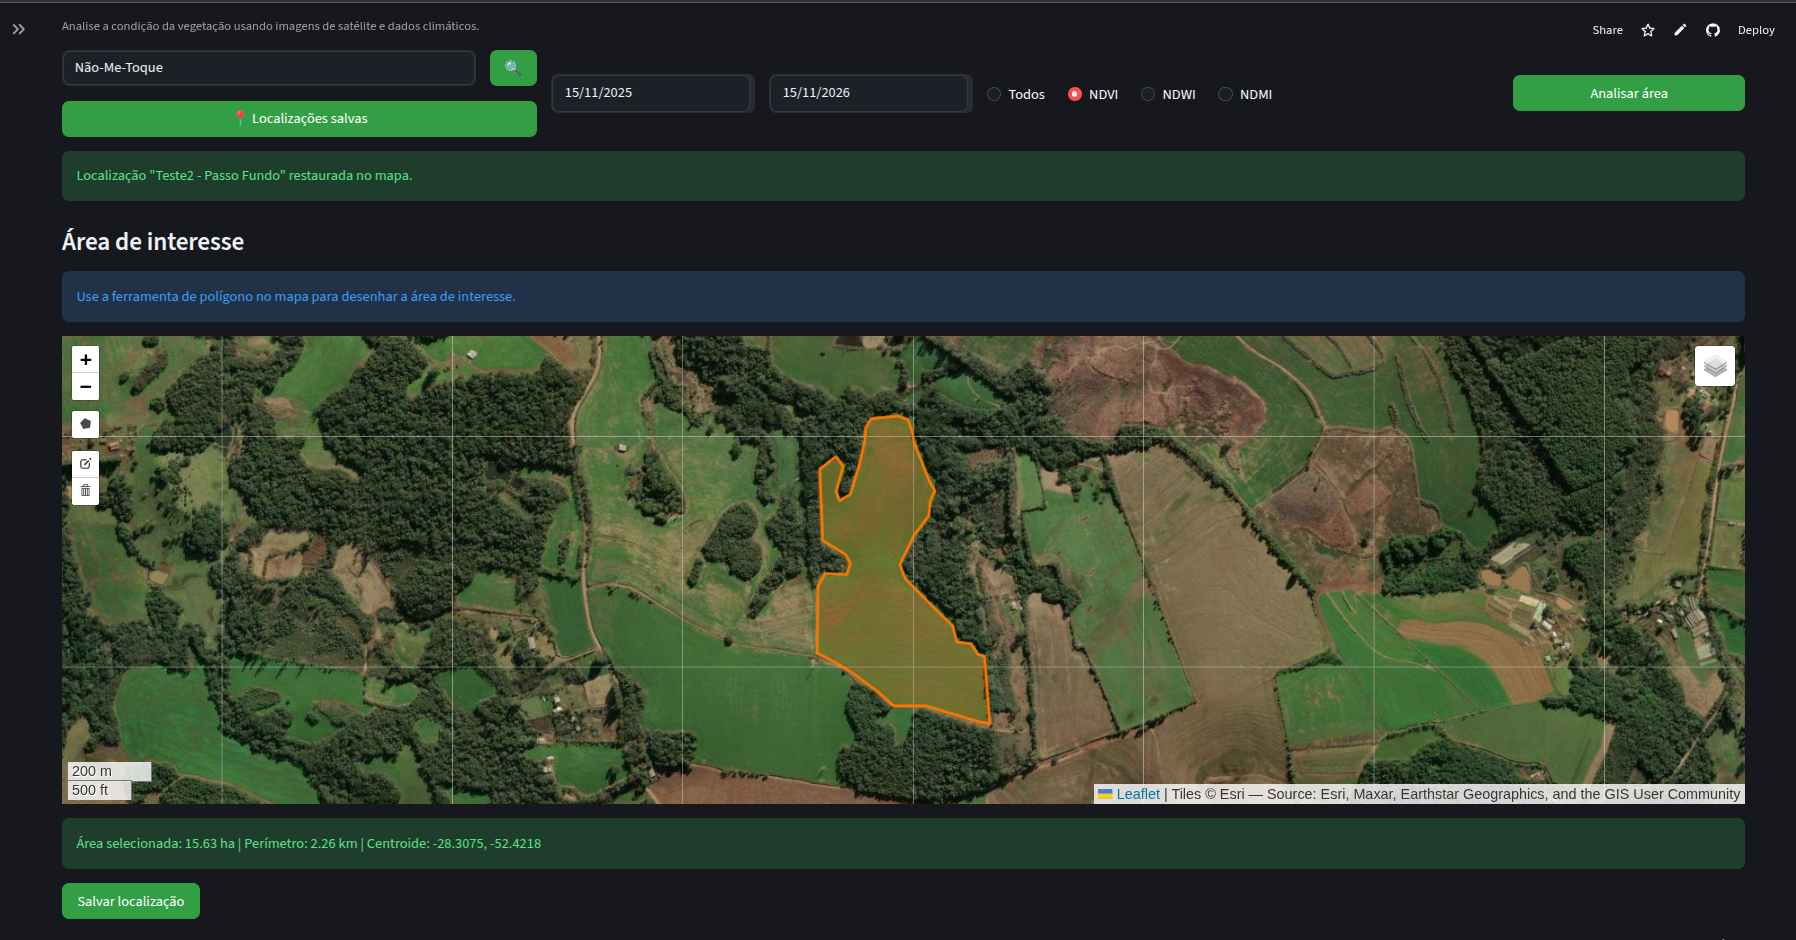 Analise a condição da vegetação usando imagens de satélite e dados climáticos.
Share
Deploy
Não-Me-Toque
15/11/2025
15/11/2026
Todos
NDVI
NDWI
NDMI
Analisar área
Localizações salvas
Localização "Teste2 - Passo Fundo" restaurada no mapa.
Área de interesse
Use a ferramenta de polígono no mapa para desenhar a área de interesse.
+
−
200 m
500 ft
Leaflet | Tiles © Esri — Source: Esri, Maxar, Earthstar Geographics, and the GIS User Community
Área selecionada: 15.63 ha | Perímetro: 2.26 km | Centroide: -28.3075, -52.4218
Salvar localização